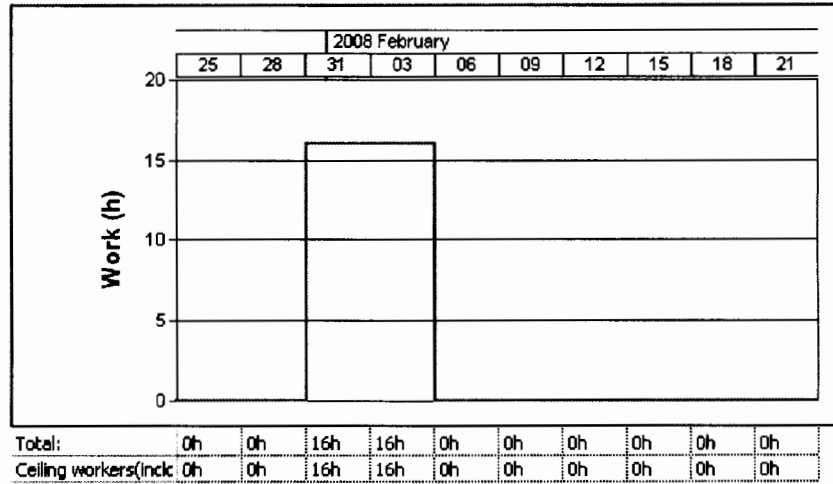 2008 February
25 28 31 03 06 09 12 15 18 21
20
15
10
5
0
Work (h)
Total: 0h 0h 16h 16h 0h 0h 0h 0h 0h 0h
Ceiling workers(inclc 0h 0h 16h 16h 0h 0h 0h 0h 0h 0h